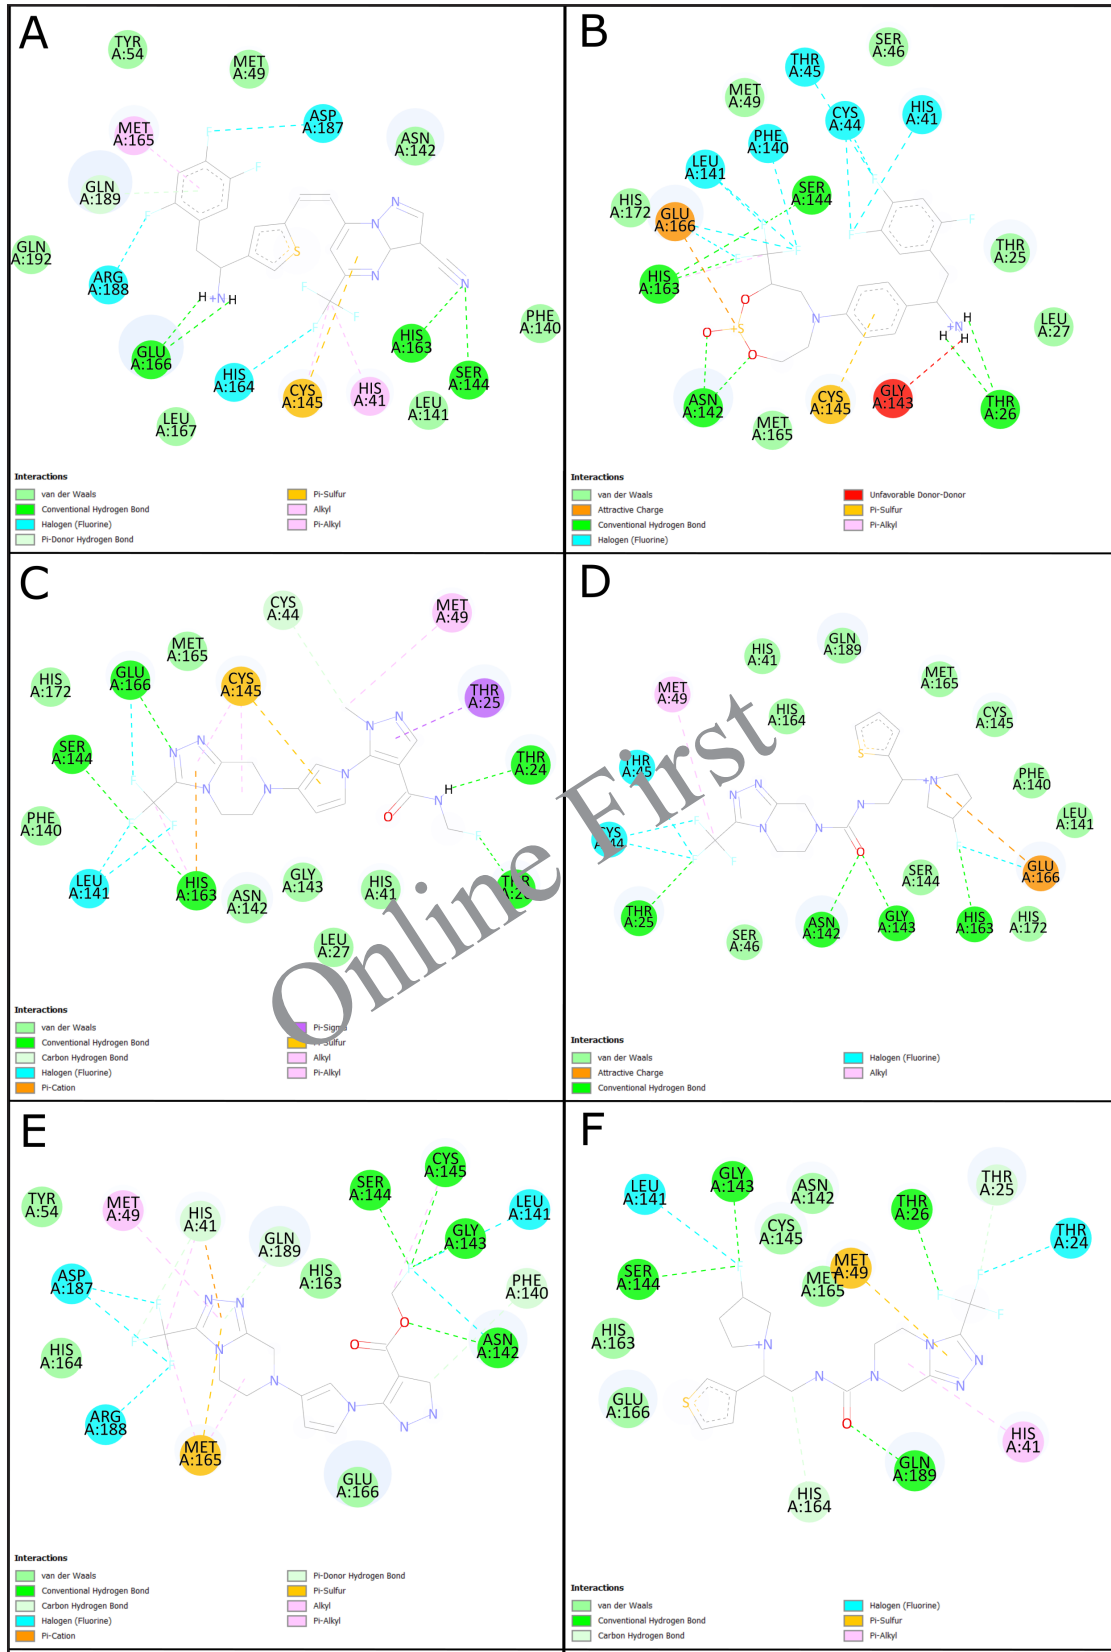 A
TYR
A:54
MET
A:49
ASP
A:187
MET
A:165
ASN
A:142
GLN
A:189
GLN
A:192
ARG
A:188
GLU
A:166
HIS
A:164
CYS
A:145
HIS
A:41
HIS
A:163
SER
A:144
PHE
A:140
LEU
A:141
LEU
A:167
F
F
F
S
N
N
N
N
H
+N
H
F
F
F
Interactions
van der Waals
Conventional Hydrogen Bond
Halogen (Fluorine)
Pi-Donor Hydrogen Bond
Pi-Sulfur
Alkyl
Pi-Alkyl
B
SER
A:46
THR
A:45
MET
A:49
CYS
A:44
HIS
A:41
PHE
A:140
LEU
A:141
SER
A:144
HIS
A:172
GLU
A:166
THR
A:25
HIS
A:163
LEU
A:27
ASN
A:142
MET
A:165
CYS
A:145
GLY
A:143
THR
A:26
F
F
F
F
F
F
O
O
+S
O
N
H
+N
H
H
Interactions
van der Waals
Attractive Charge
Conventional Hydrogen Bond
Halogen (Fluorine)
Unfavorable Donor-Donor
Pi-Sulfur
Pi-Alkyl
C
CYS
A:44
MET
A:49
MET
A:165
HIS
A:172
GLU
A:166
CYS
A:145
THR
A:25
SER
A:144
THR
A:24
PHE
A:140
LEU
A:141
HIS
A:163
ASN
A:142
GLY
A:143
HIS
A:41
LEU
A:27
N
N
N
N
N
N
N
O
N
H
F
F
F
F
Interactions
van der Waals
Conventional Hydrogen Bond
Carbon Hydrogen Bond
Halogen (Fluorine)
Pi-Cation
Pi-Sigma
Pi-Sulfur
Alkyl
Pi-Alkyl
D
HIS
A:41
GLN
A:189
MET
A:165
MET
A:49
HIS
A:164
CYS
A:145
THR
A:45
PHE
A:140
CYS
A:44
LEU
A:141
SER
A:144
GLU
A:166
THR
A:25
SER
A:46
ASN
A:142
GLY
A:143
HIS
A:163
HIS
A:172
S
N
N
N
N
O
N
+N
F
F
F
F
Interactions
van der Waals
Attractive Charge
Conventional Hydrogen Bond
Halogen (Fluorine)
Alkyl
Online First
E
CYS
A:145
SER
A:144
LEU
A:141
TYR
A:54
MET
A:49
HIS
A:41
GLN
A:189
GLY
A:143
HIS
A:163
ASP
A:187
PHE
A:140
HIS
A:164
ASN
A:142
ARG
A:188
MET
A:165
GLU
A:166
F
F
F
F
N
N
N
N
N
N
N
O
O
Interactions
van der Waals
Conventional Hydrogen Bond
Carbon Hydrogen Bond
Halogen (Fluorine)
Pi-Cation
Pi-Donor Hydrogen Bond
Pi-Sulfur
Alkyl
Pi-Alkyl
F
LEU
A:141
GLY
A:143
ASN
A:142
THR
A:26
THR
A:25
CYS
A:145
THR
A:24
SER
A:144
MET
A:165
MET
A:49
HIS
A:163
GLU
A:166
HIS
A:41
GLN
A:189
HIS
A:164
F
F
F
F
N
+
S
N
N
O
N
N
N
Interactions
van der Waals
Conventional Hydrogen Bond
Carbon Hydrogen Bond
Halogen (Fluorine)
Pi-Sulfur
Pi-Alkyl